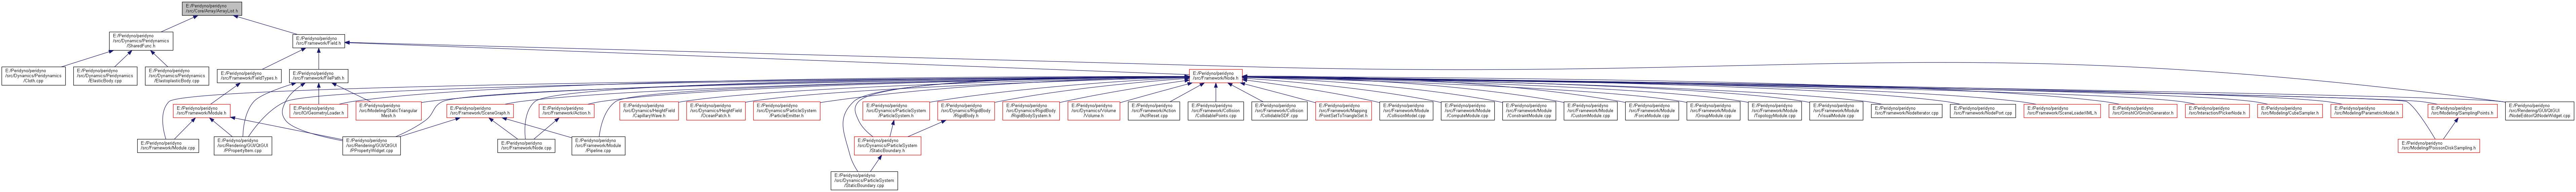 E:/Peridyno/peridyno
/src/Core/Array/ArrayList.h
E:/Peridyno/peridyno
/src/Dynamics/Peridynamics
/SharedFunc.h
E:/Peridyno/peridyno
/src/Framework/Field.h
E:/Peridyno/peridyno
/src/Dynamics/Peridynamics
/Cloth.cpp
E:/Peridyno/peridyno
/src/Dynamics/Peridynamics
/ElasticBody.cpp
E:/Peridyno/peridyno
/src/Dynamics/Peridynamics
/ElastoplasticBody.cpp
E:/Peridyno/peridyno
/src/Framework/FieldTypes.h
E:/Peridyno/peridyno
/src/Framework/FilePath.h
E:/Peridyno/peridyno
/src/Framework/Node.h
E:/Peridyno/peridyno
/src/Framework/Module.h
E:/Peridyno/peridyno
/src/IO/GeometryLoader.h
E:/Peridyno/peridyno
/src/Modeling/StaticTriangular
Mesh.h
E:/Peridyno/peridyno
/src/Framework/SceneGraph.h
E:/Peridyno/peridyno
/src/Framework/Action.h
E:/Peridyno/peridyno
/src/Dynamics/HeightField
/CapillaryWave.h
E:/Peridyno/peridyno
/src/Dynamics/HeightField
/OceanPatch.h
E:/Peridyno/peridyno
/src/Dynamics/ParticleSystem
/ParticleEmitter.h
E:/Peridyno/peridyno
/src/Dynamics/ParticleSystem
/ParticleSystem.h
E:/Peridyno/peridyno
/src/Dynamics/RigidBody
/RigidBody.h
E:/Peridyno/peridyno
/src/Dynamics/RigidBody
/RigidBodySystem.h
E:/Peridyno/peridyno
/src/Dynamics/Volume
/Volume.h
E:/Peridyno/peridyno
/src/Framework/Action
/ActReset.cpp
E:/Peridyno/peridyno
/src/Framework/Collision
/CollidablePoints.cpp
E:/Peridyno/peridyno
/src/Framework/Collision
/CollidableSDF.cpp
E:/Peridyno/peridyno
/src/Framework/Mapping
/PointSetToTriangleSet.h
E:/Peridyno/peridyno
/src/Framework/Module
/CollisionModel.cpp
E:/Peridyno/peridyno
/src/Framework/Module
/ComputeModule.cpp
E:/Peridyno/peridyno
/src/Framework/Module
/ConstraintModule.cpp
E:/Peridyno/peridyno
/src/Framework/Module
/CustomModule.cpp
E:/Peridyno/peridyno
/src/Framework/Module
/ForceModule.cpp
E:/Peridyno/peridyno
/src/Framework/Module
/GroupModule.cpp
E:/Peridyno/peridyno
/src/Framework/Module
/TopologyModule.cpp
E:/Peridyno/peridyno
/src/Framework/Module
/VisualModule.cpp
E:/Peridyno/peridyno
/src/Framework/NodeIterator.cpp
E:/Peridyno/peridyno
/src/Framework/NodePort.cpp
E:/Peridyno/peridyno
/src/Framework/SceneLoaderXML.h
E:/Peridyno/peridyno
/src/GmshIO/GmshGenerator.h
E:/Peridyno/peridyno
/src/Interaction/PickerNode.h
E:/Peridyno/peridyno
/src/Modeling/CubeSampler.h
E:/Peridyno/peridyno
/src/Modeling/ParametricModel.h
E:/Peridyno/peridyno
/src/Modeling/SamplingPoints.h
E:/Peridyno/peridyno
/src/Rendering/GUI/QtGUI
/NodeEditor/QtNodeWidget.cpp
E:/Peridyno/peridyno
/src/Framework/Module.cpp
E:/Peridyno/peridyno
/src/Rendering/GUI/QtGUI
/PPropertyItem.cpp
E:/Peridyno/peridyno
/src/Rendering/GUI/QtGUI
/PPropertyWidget.cpp
E:/Peridyno/peridyno
/src/Framework/Node.cpp
E:/Peridyno/peridyno
/src/Framework/Module
/Pipeline.cpp
E:/Peridyno/peridyno
/src/Dynamics/ParticleSystem
/StaticBoundary.h
E:/Peridyno/peridyno
/src/Modeling/PoissonDiskSampling.h
E:/Peridyno/peridyno
/src/Dynamics/ParticleSystem
/StaticBoundary.cpp